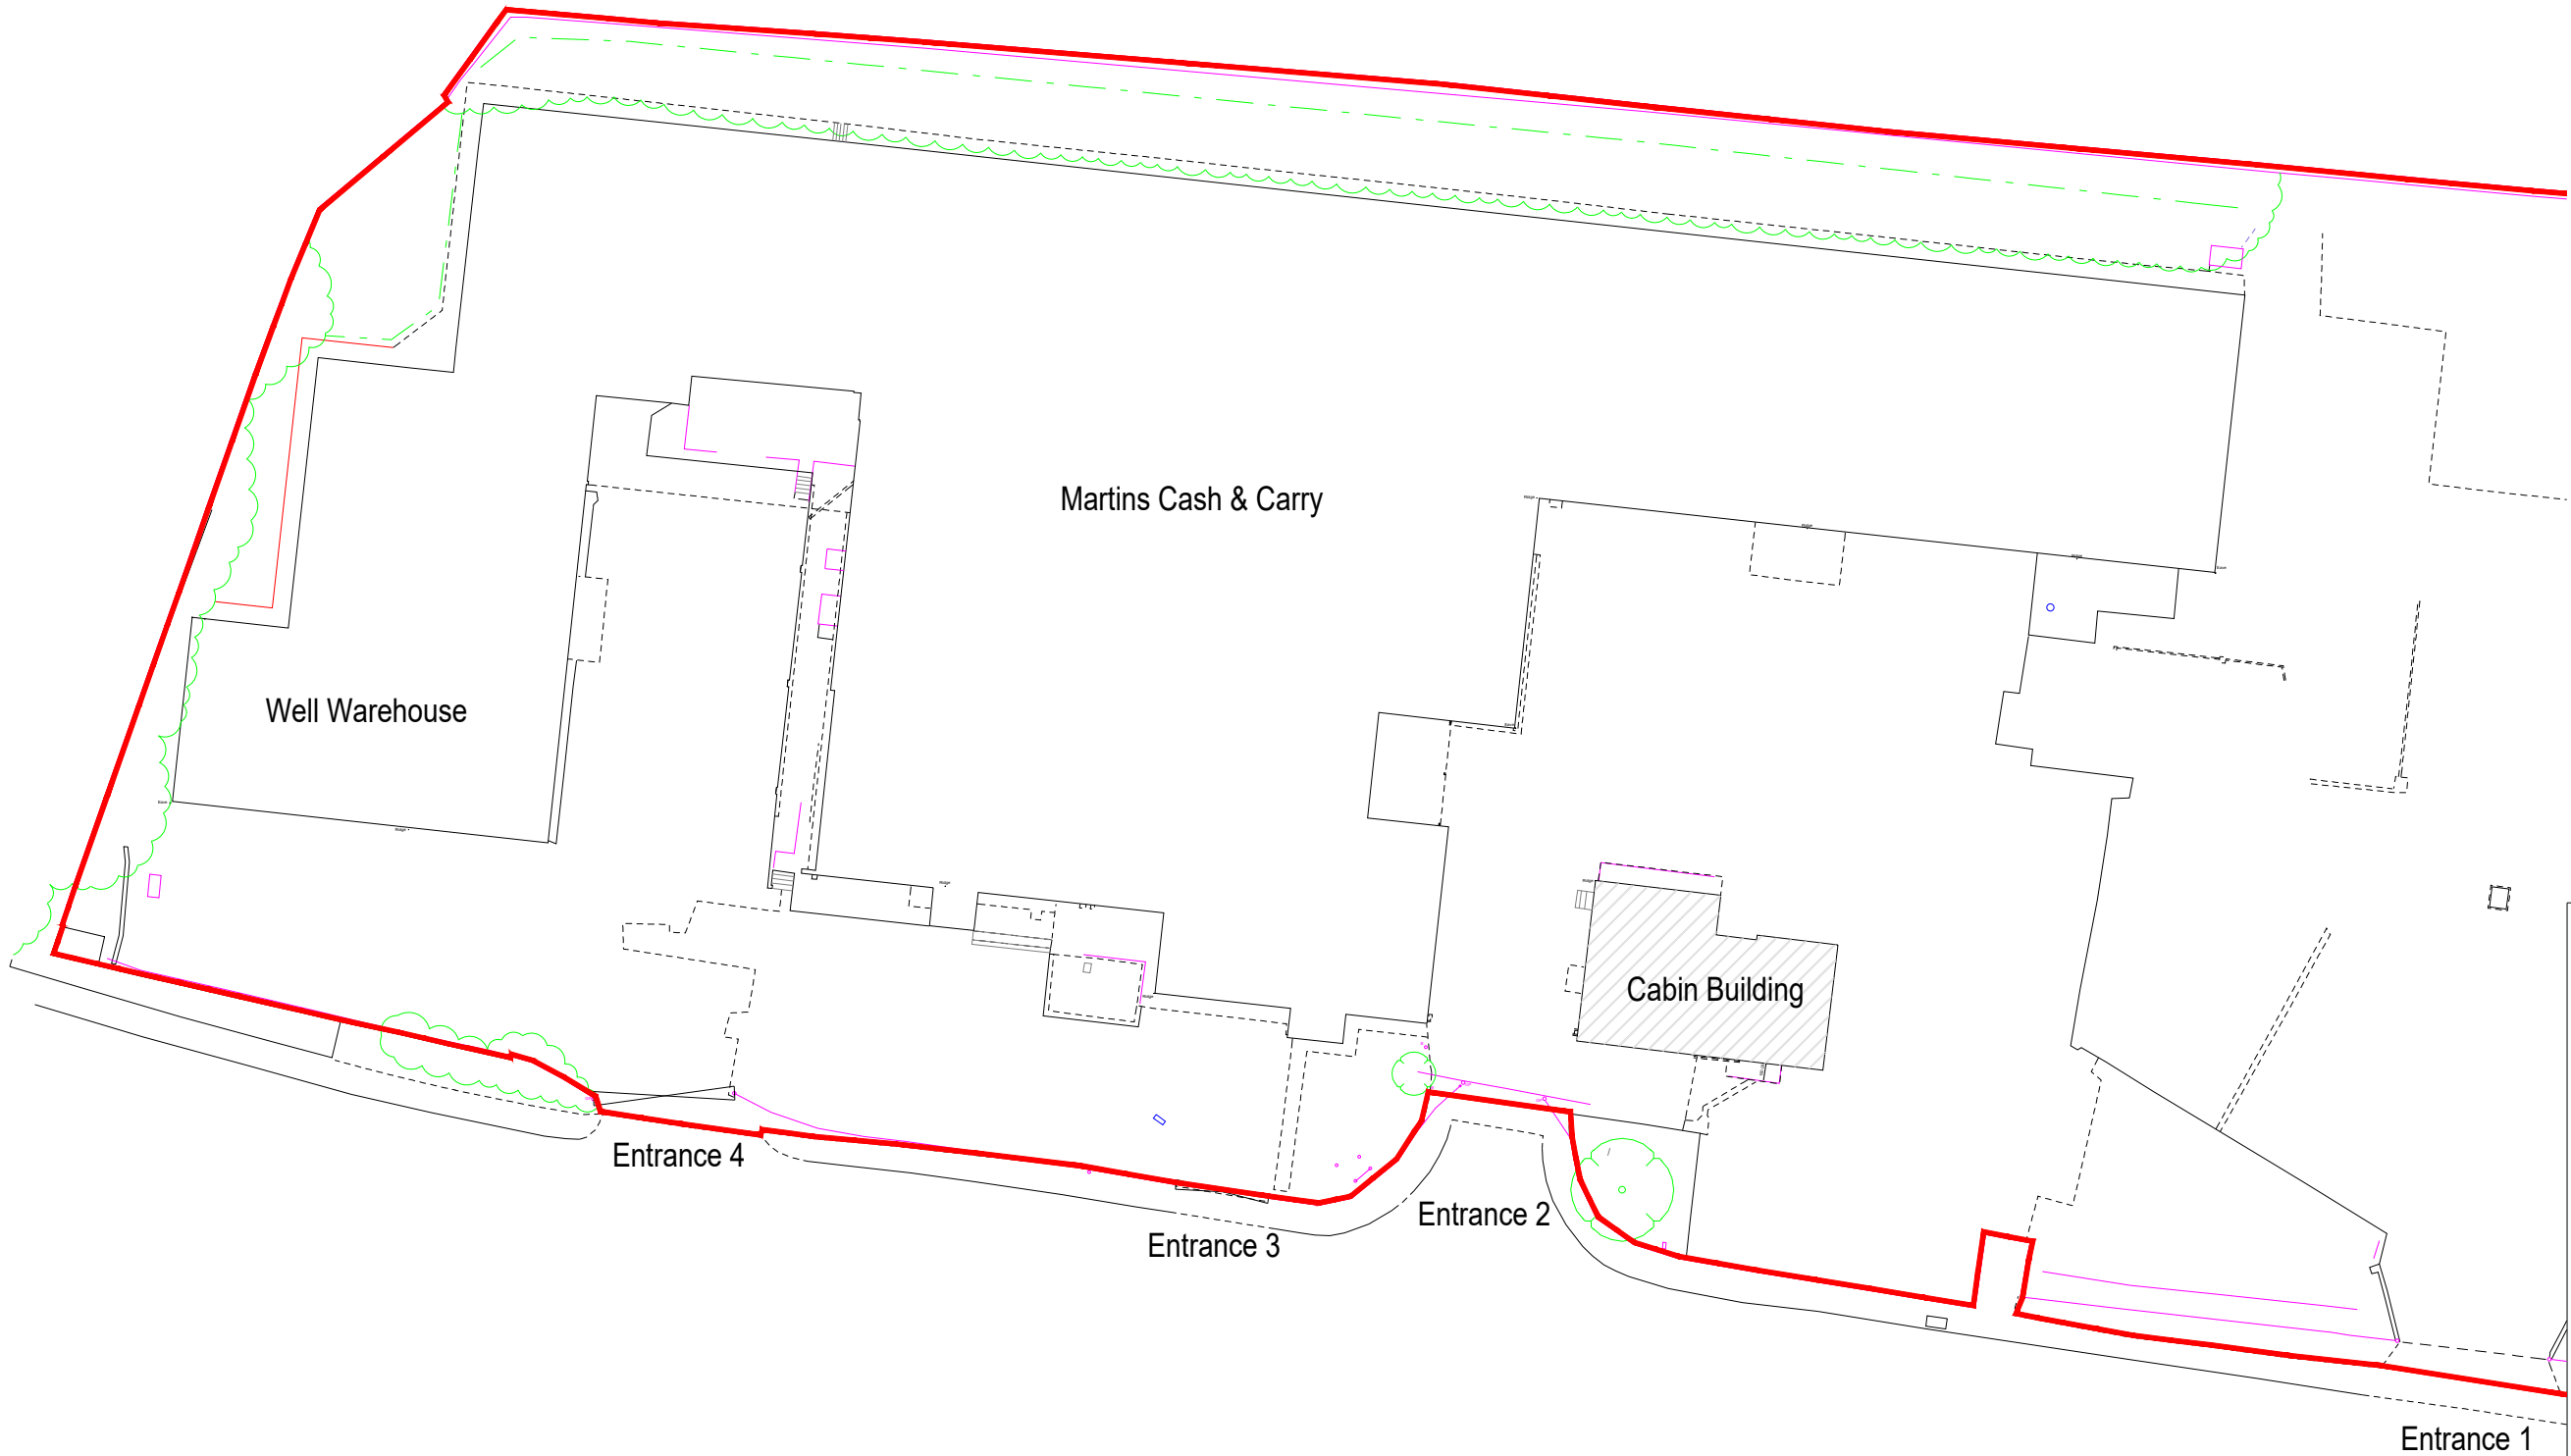 Martins Cash & Carry
Well Warehouse
Cabin Building
Entrance 4
Entrance 2
Entrance 3
Entrance 1